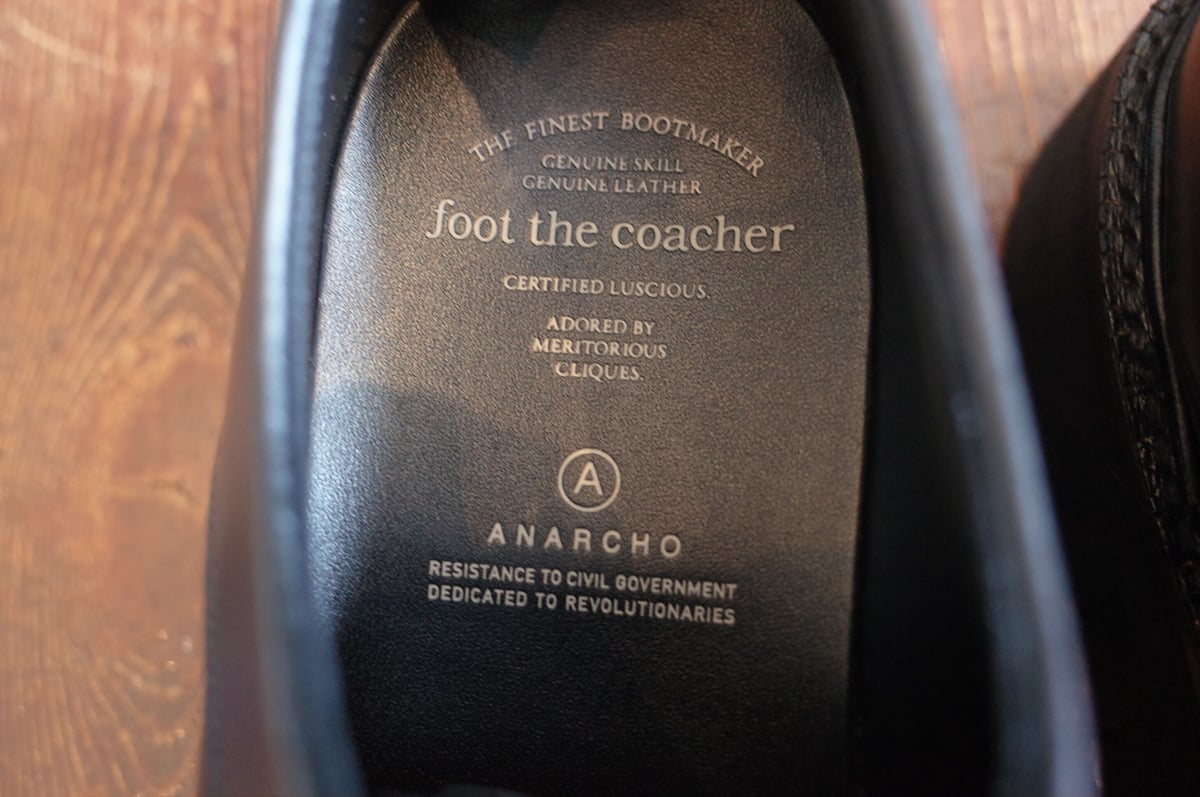 THE FINEST BOOTMAKER
GENUINE SKILL
GENUINE LEATHER
foot the coacher
CERTIFIED LUSCIOUS.
ADORED BY
MERITORIOUS
CLIQUES.
A
ANARCHO
RESISTANCE TO CIVIL GOVERNMENT
DEDICATED TO REVOLUTIONARIES